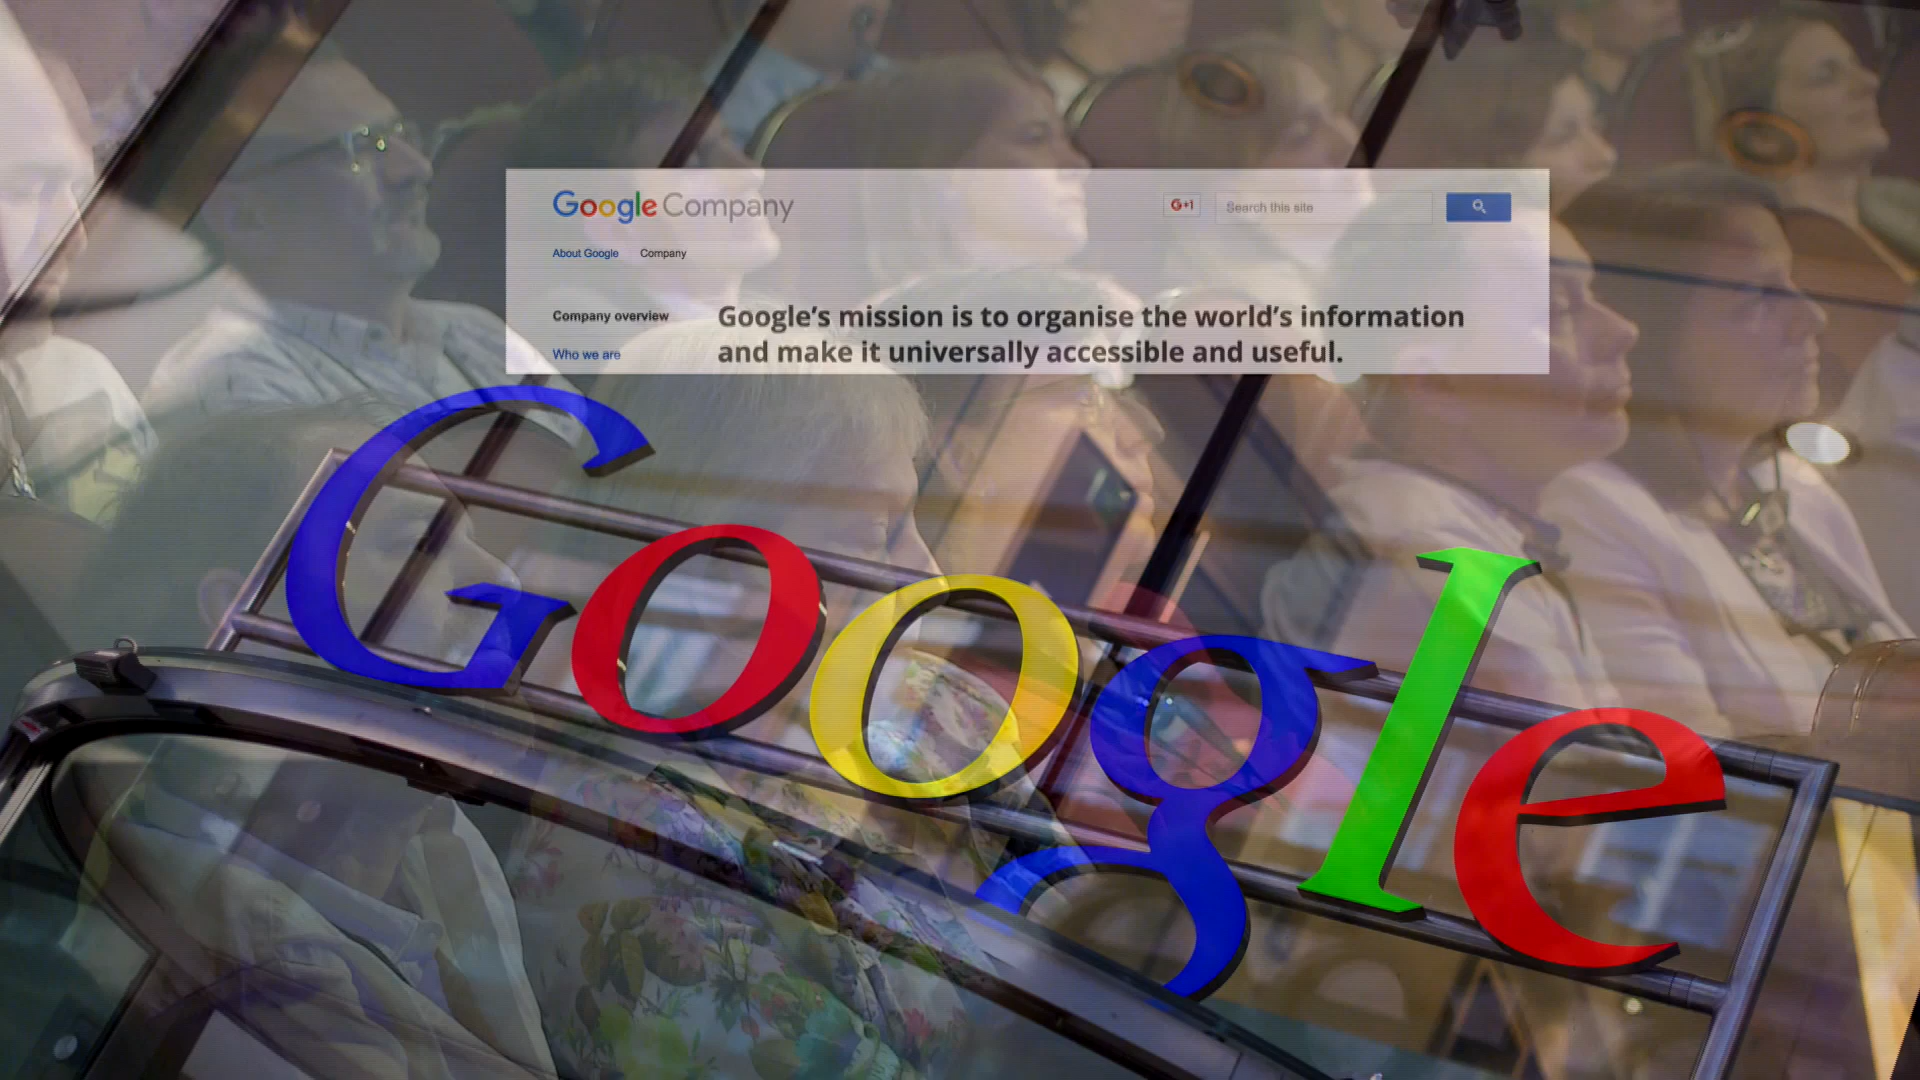 Google Company
G+1
Search this site
About Google Company
Company overview
Google’s mission is to organise the world’s information
and make it universally accessible and useful.
Who we are
Google